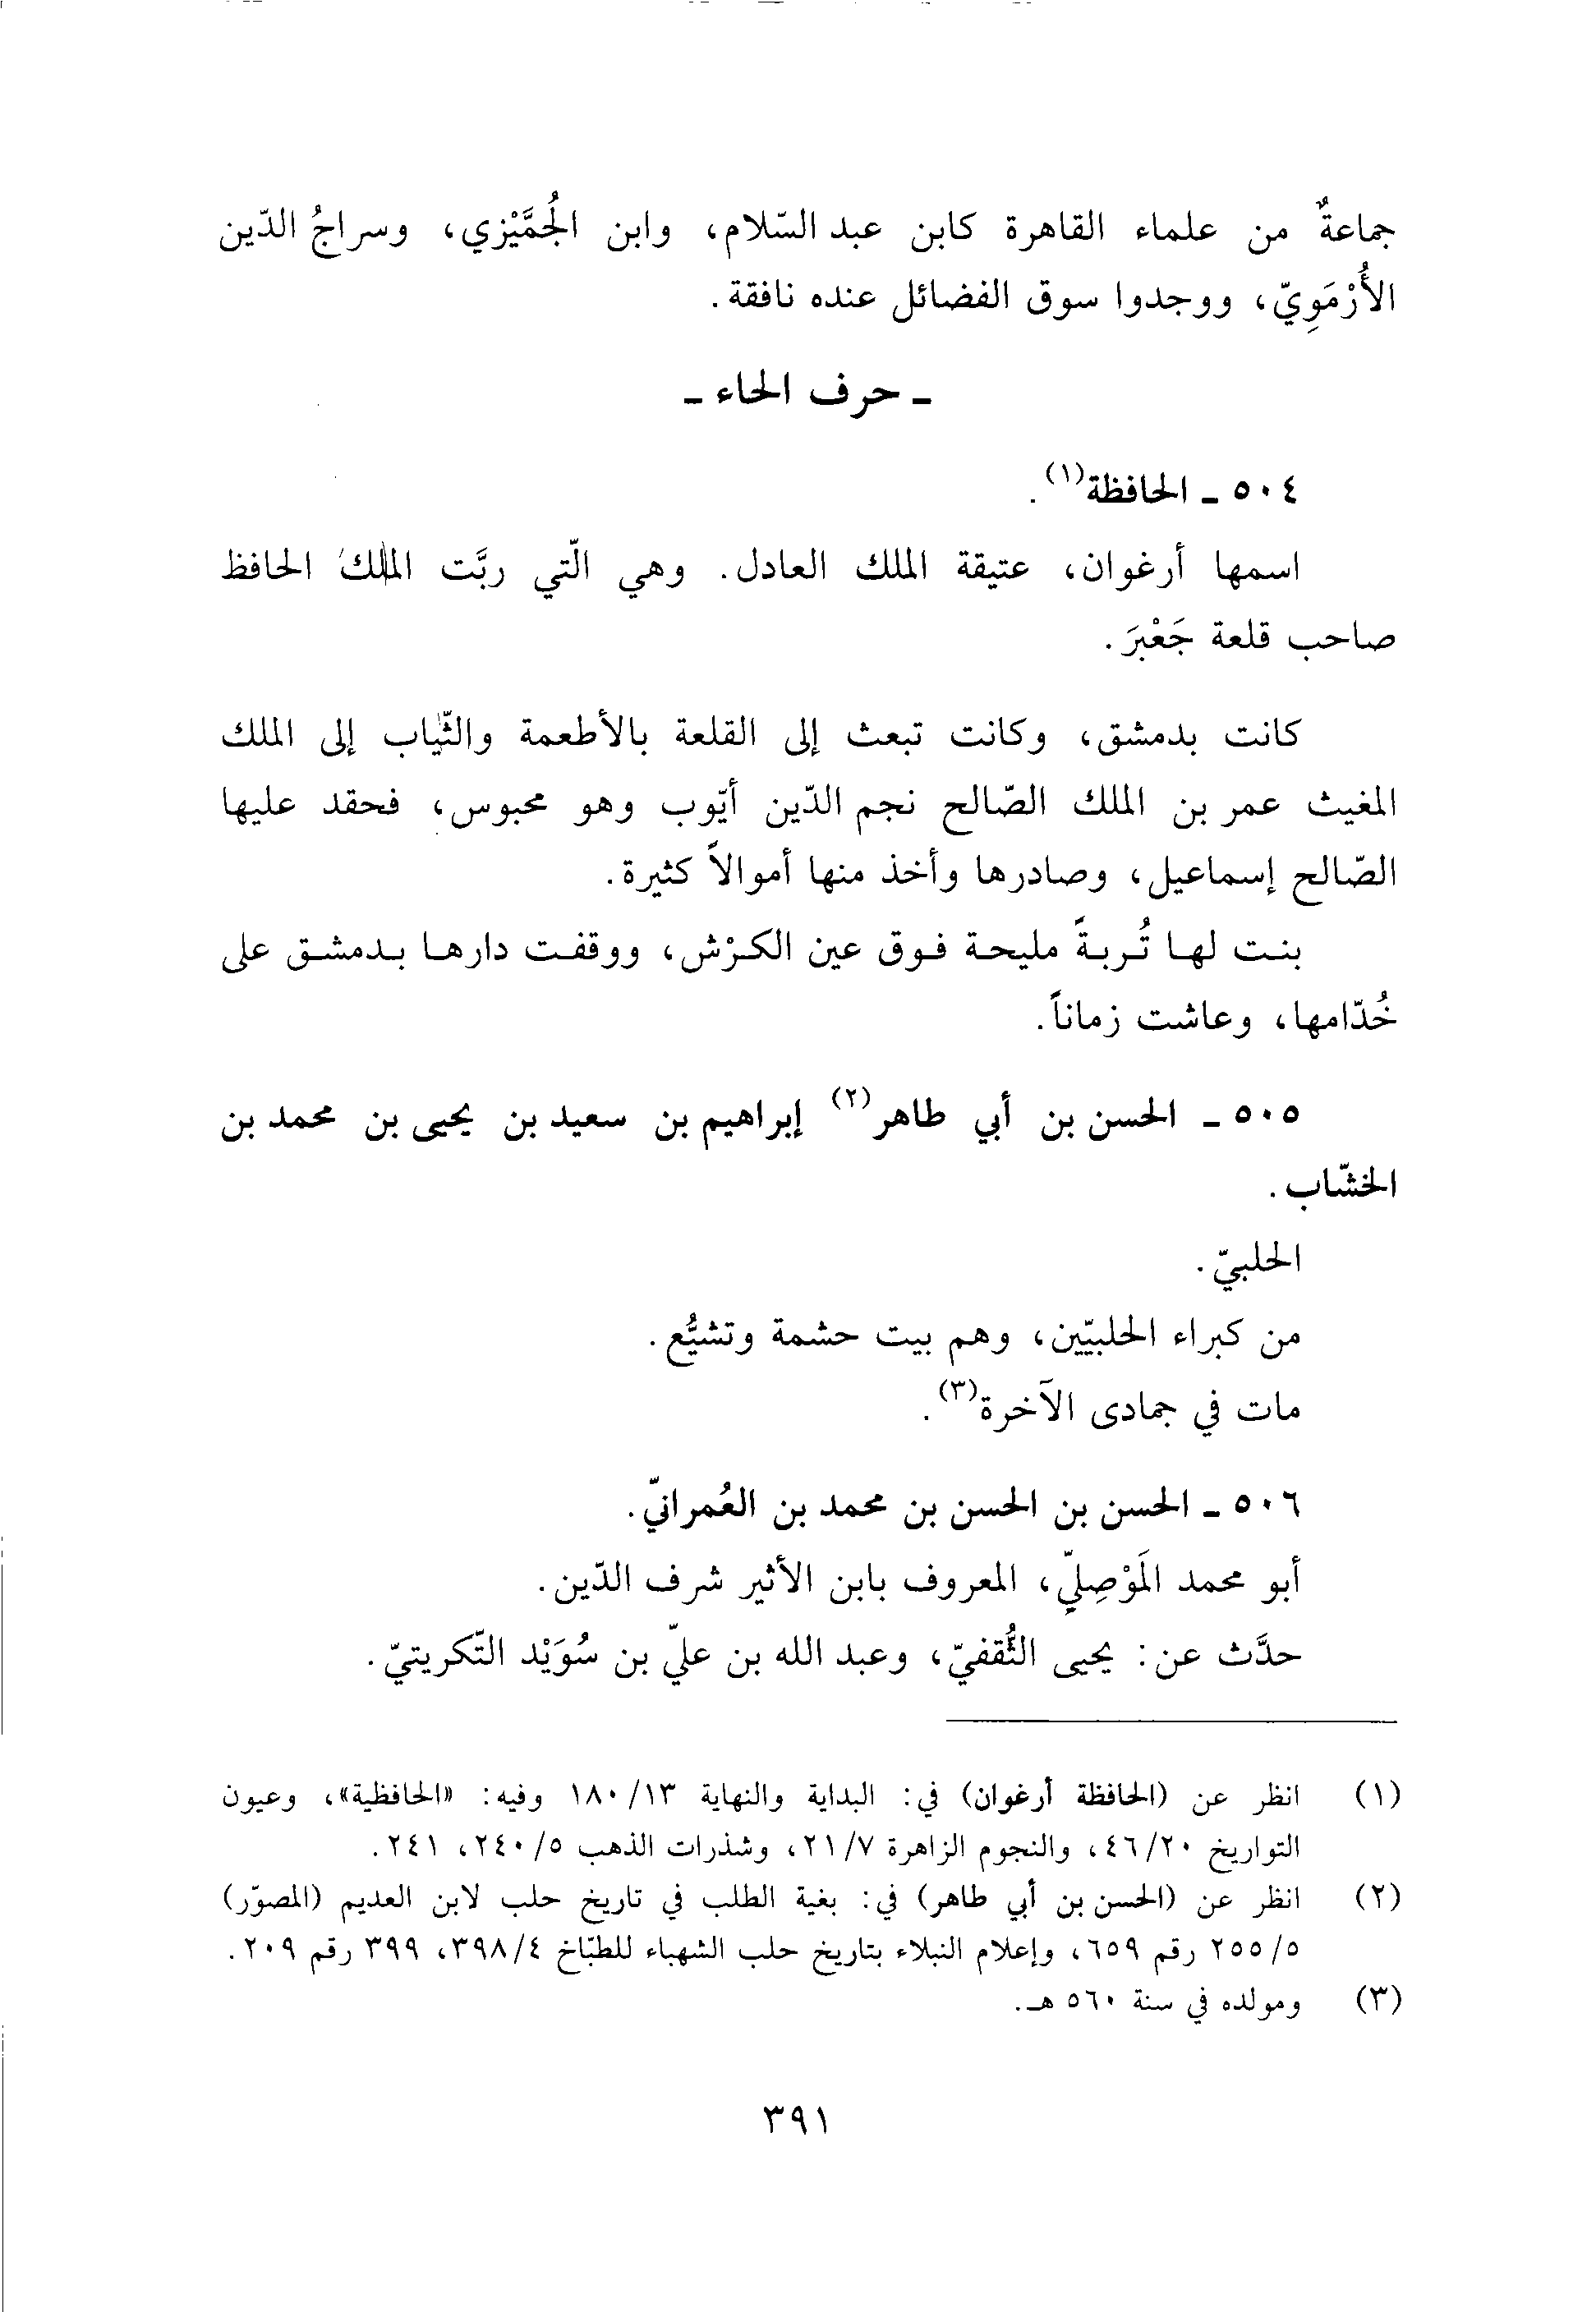 جماعةٌ من علماء القاهرة كابن عبد السّلام، وابن الجُمَّيْزي، وسراجُ الدّين
الأُرْمَوِيّ، ووجدوا سوق الفضائل عنده نافقة.
ـ حرف الحاء ـ
٥٠٤ ـ الحافظة(١).
اسمها أرغوان، عتيقة الملك العادل. وهي الّتي ربَّت الملك الحافظ
صاحب قلعة جَعْبَرَ.
كانت بدمشق، وكانت تبعث إلى القلعة بالأطعمة والثّياب إلى الملك
المغيث عمر بن الملك الصّالح نجم الدّين أيّوب وهو محبوس، فحقد عليها
الصّالح إسماعيل، وصادرها وأخذ منها أموالاً كثيرة.
بنت لها تُربةً مليحة فوق عين الكرْش، ووقفت دارها بدمشق على
خُدّامها، وعاشت زماناً.
٥٠٥ ـ الحسن بن أبي طاهر(٢) إبراهيم بن سعيد بن يحيى بن محمد بن
الخشّاب.
الحلبيّ.
من كبراء الحلبيّين، وهم بيت حشمة وتشيُّع.
مات في جمادى الآخرة(٣).
٥٠٦ ـ الحسن بن الحسن بن محمد بن العُمرانيّ.
أبو محمد المَوْصِليّ، المعروف بابن الأثير شرف الدّين.
حدَّث عن: يحيى الثُّقفيّ، وعبد الله بن عليّ بن سُوَيْد التّكريتيّ.
(١) انظر عن (الحافظة أرغوان) في: البداية والنهاية ١٨٠/١٣ وفيه: «الحافظية»، وعيون
التواريخ ٤٦/٢٠، والنجوم الزاهرة ٢١/٧، وشذرات الذهب ٢٤٠/٥، ٢٤١.
(٢) انظر عن (الحسن بن أبي طاهر) في: بغية الطلب في تاريخ حلب لابن العديم (المصوّر)
٢٥٥/٥ رقم ٦٥٩، وإعلام النبلاء بتاريخ حلب الشهباء للطبّاخ ٣٩٨/٤، ٣٩٩ رقم ٢٠٩.
(٣) ومولده في سنة ٥٦٠ هـ.
٣٩١